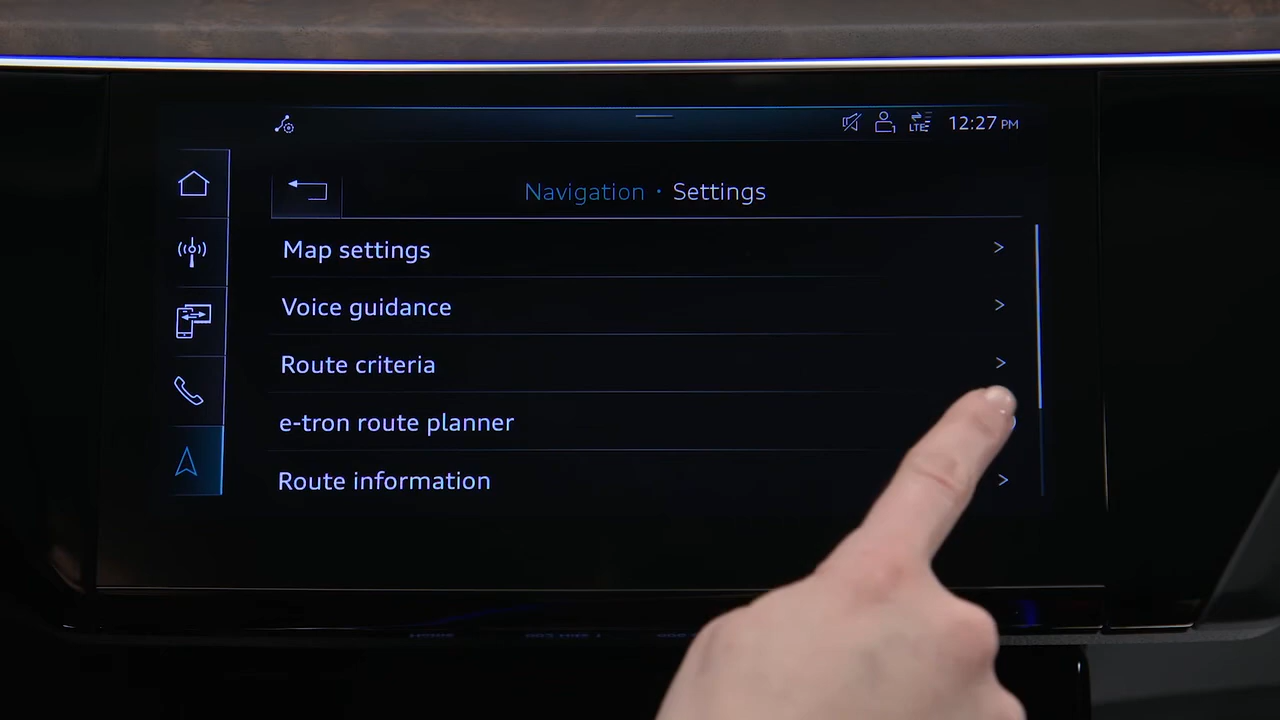 LTE
12:27 PM
Navigation · Settings
Map settings
Voice guidance
Route criteria
e-tron route planner
Route information